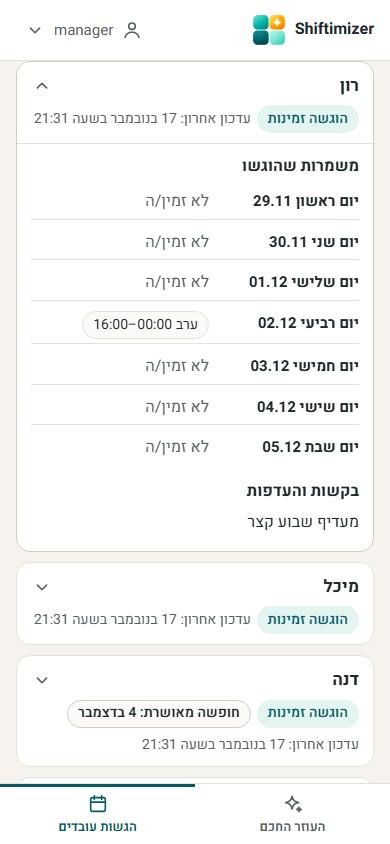 Shiftimizer
manager
רון
הוגשה זמינות עדכון אחרון: 17 בנובמבר בשעה 21:31
משמרות שהוגשו
יום ראשון 29.11 לא זמין/ה
יום שני 30.11 לא זמין/ה
יום שלישי 01.12 לא זמין/ה
יום רביעי 02.12 ערב 16:00–00:00
יום חמישי 03.12 לא זמין/ה
יום שישי 04.12 לא זמין/ה
יום שבת 05.12 לא זמין/ה
בקשות והעדפות
מעדיף שבוע קצר
מיכל
הוגשה זמינות עדכון אחרון: 17 בנובמבר בשעה 21:31
דנה
הוגשה זמינות חופשה מאושרת: 4 בדצמבר
עדכון אחרון: 17 בנובמבר בשעה 21:31
העוזר החכם
הגשות עובדים